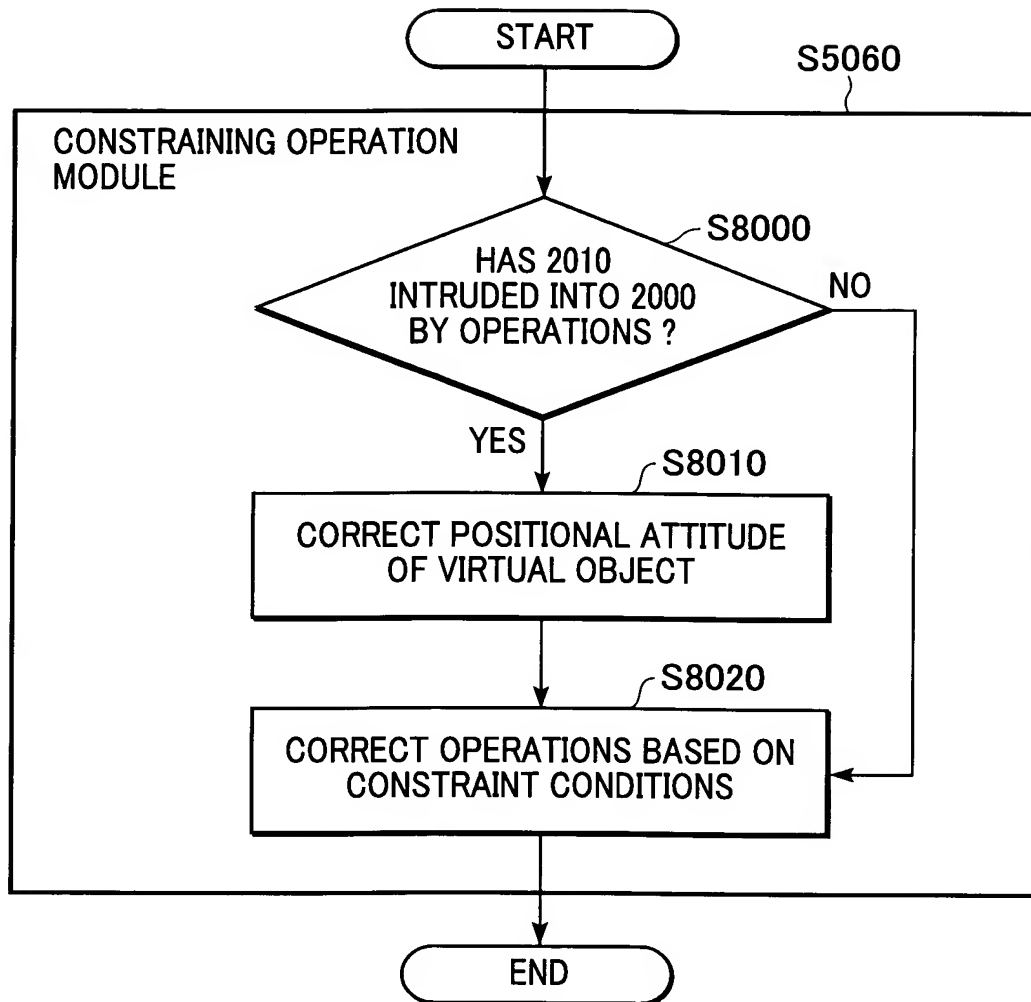 START
S5060
CONSTRAINING OPERATION
MODULE
S8000
HAS 2010
INTRUDED INTO 2000
BY OPERATIONS ?
NO
YES
S8010
CORRECT POSITIONAL ATTITUDE
OF VIRTUAL OBJECT
S8020
CORRECT OPERATIONS BASED ON
CONSTRAINT CONDITIONS
END